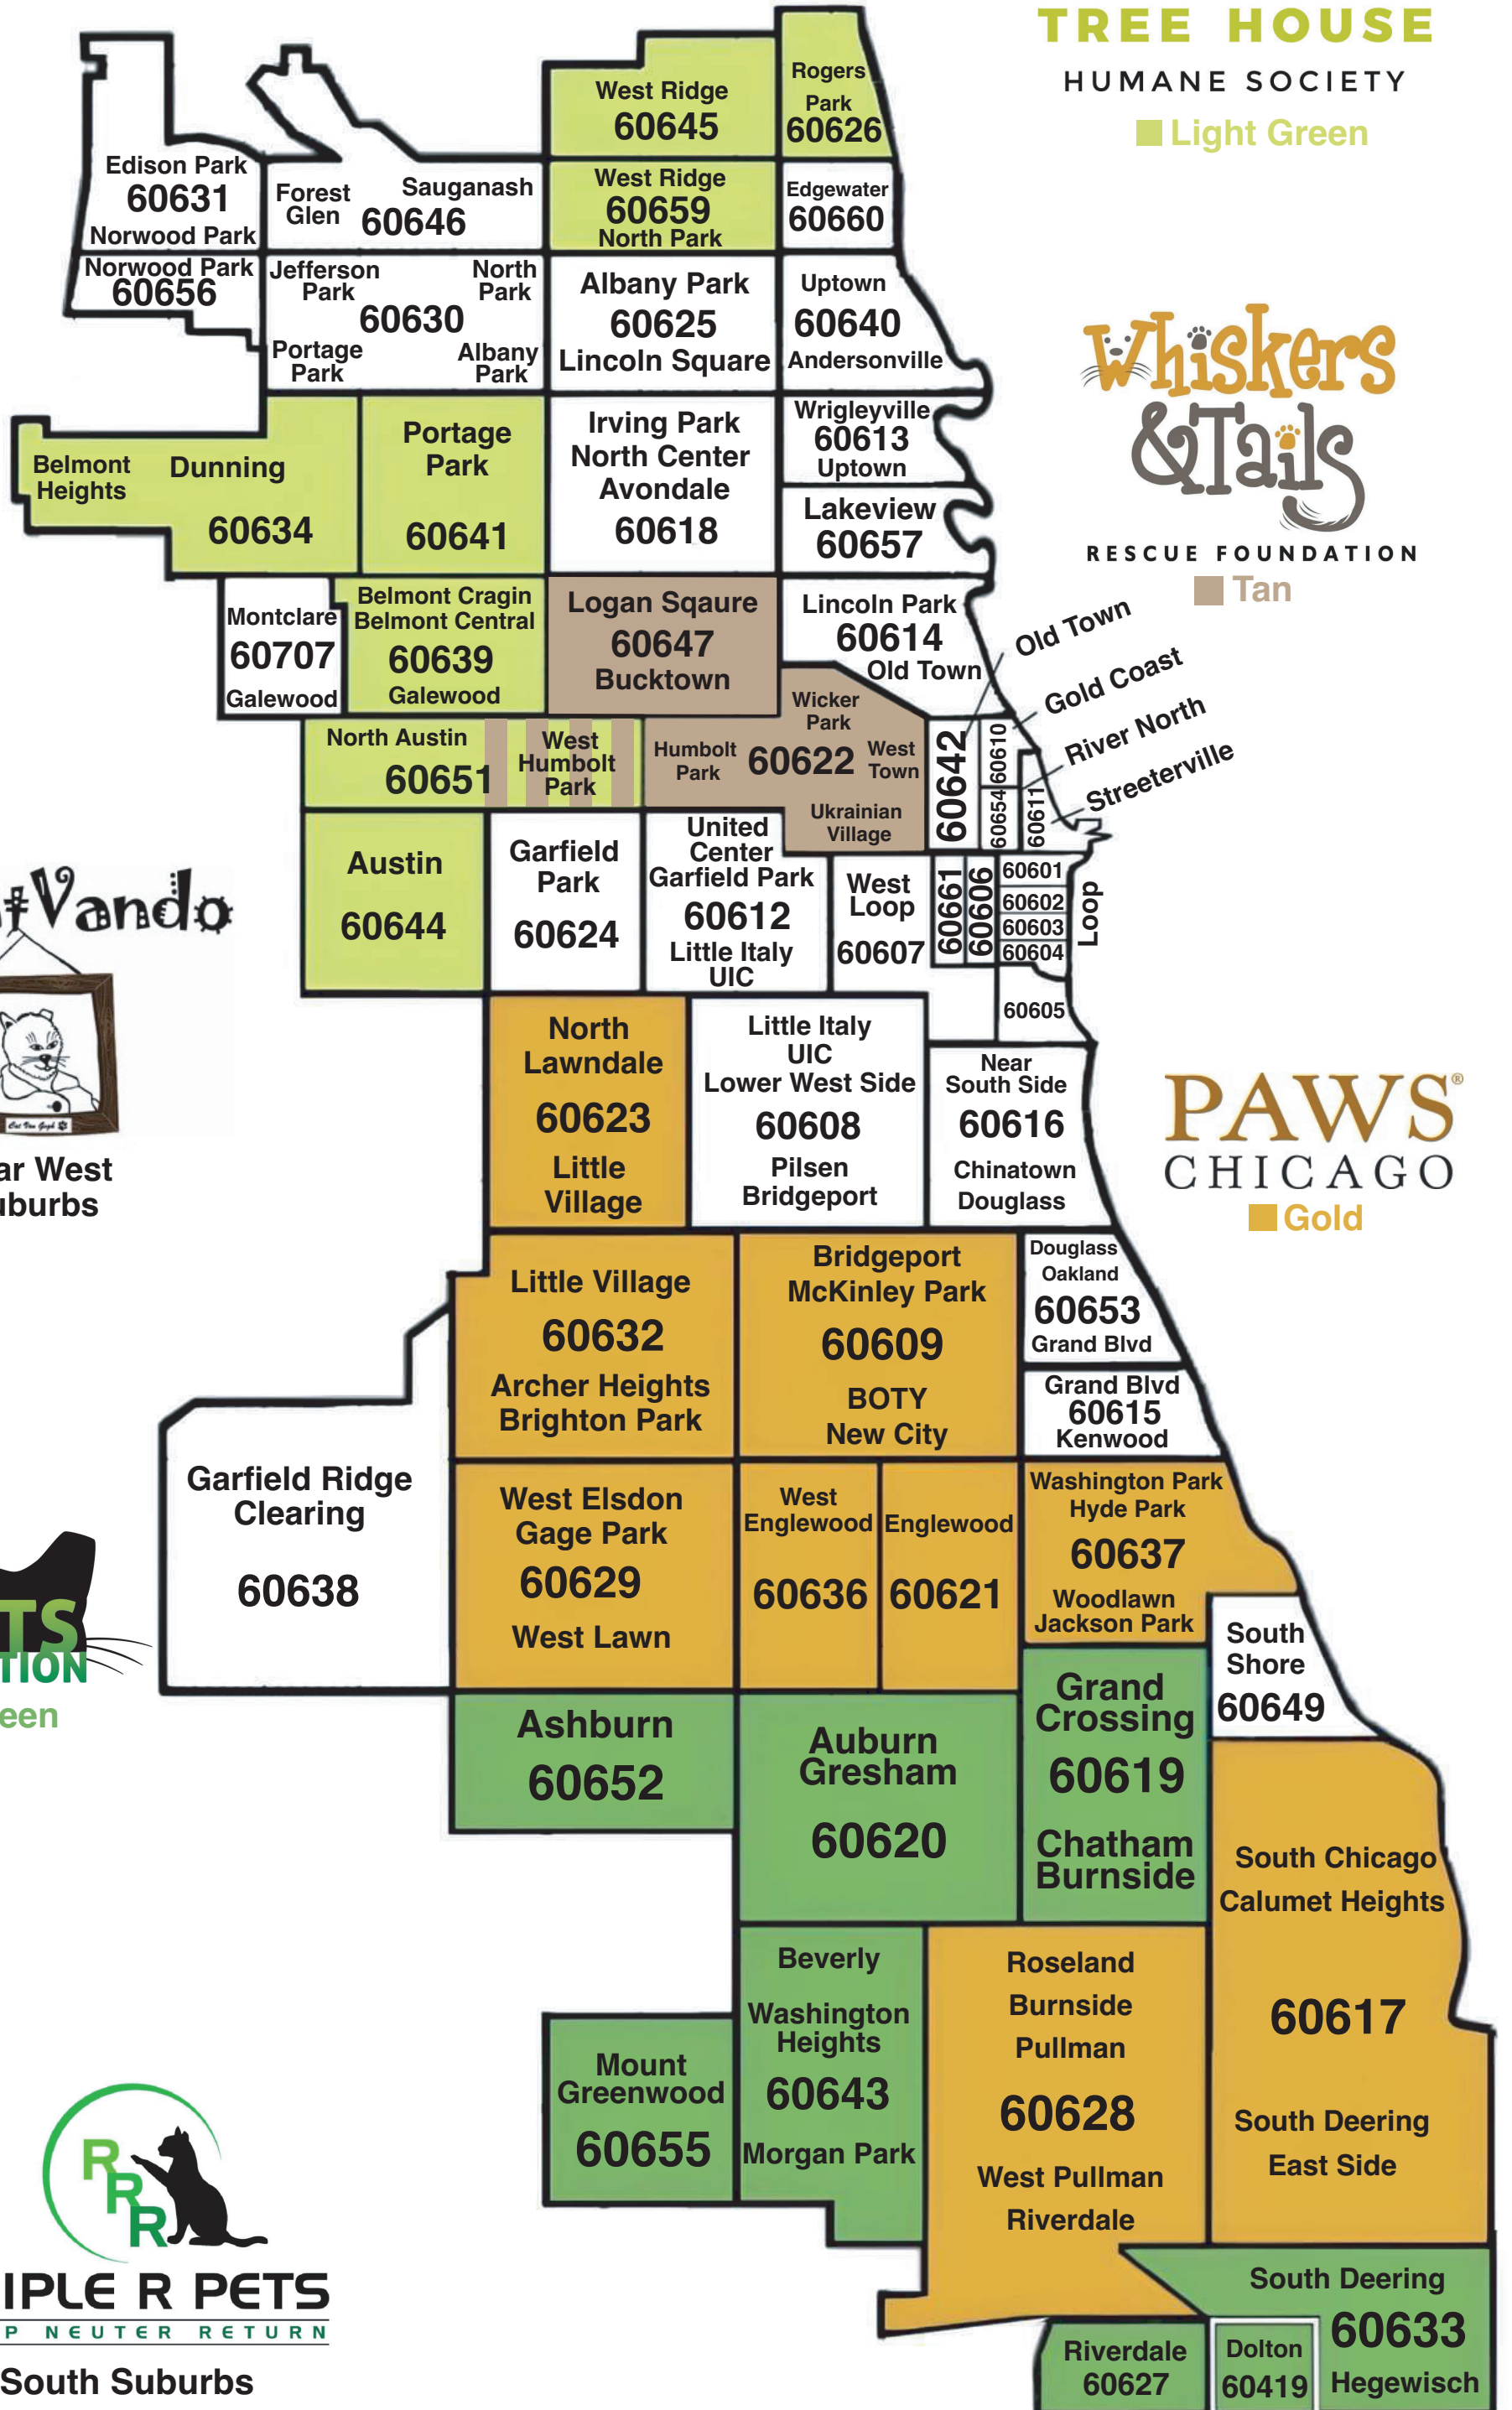 TREE HOUSE
HUMANE SOCIETY
Light Green
West Ridge
60645
Rogers
Park
60626
Edison Park
60631
Norwood Park
Forest
Glen
Sauganash
60646
West Ridge
60659
North Park
Edgewater
60660
Norwood Park
60656
Jefferson
Park
North
Park
60630
Portage
Park
Albany
Park
Albany Park
60625
Lincoln Square
Uptown
60640
Andersonville
Whiskers
&Tails
RESCUE FOUNDATION
Tan
Belmont
Heights
Dunning
60634
Portage
Park
60641
Irving Park
North Center
Avondale
60618
Wrigleyville
60613
Uptown
Lakeview
60657
Montclare
60707
Galewood
Belmont Cragin
Belmont Central
60639
Galewood
Logan Sqaure
60647
Bucktown
Lincoln Park
60614
Old Town
Old Town
Gold Coast
River North
Streeterville
North Austin
60651
West
Humbolt
Park
Humbolt
Park
Wicker
Park
60622
West
Town
Ukrainian
Village
60642
60610
60654
60611
Austin
60644
Garfield
Park
60624
United
Center
Garfield Park
60612
Little Italy
UIC
West
Loop
60607
60661
60606
60601
60602
60603
60604
Loop
60605
Vando
Cat Van Gogh
ar West
uburbs
North
Lawndale
60623
Little
Village
Little Italy
UIC
Lower West Side
60608
Pilsen
Bridgeport
Near
South Side
60616
Chinatown
Douglass
PAWS®
CHICAGO
Gold
Little Village
60632
Archer Heights
Brighton Park
Bridgeport
McKinley Park
60609
BOTY
New City
Douglass
Oakland
60653
Grand Blvd
Grand Blvd
60615
Kenwood
Garfield Ridge
Clearing
60638
West Elsdon
Gage Park
60629
West Lawn
West
Englewood
60636
Englewood
60621
Washington Park
Hyde Park
60637
Woodlawn
Jackson Park
South
Shore
60649
TS
TION
een
Ashburn
60652
Auburn
Gresham
60620
Grand
Crossing
60619
Chatham
Burnside
South Chicago
Calumet Heights
60617
South Deering
East Side
Mount
Greenwood
60655
Beverly
Washington
Heights
60643
Morgan Park
Roseland
Burnside
Pullman
60628
West Pullman
Riverdale
R
R
R
IPLE R PETS
P NEUTER RETURN
South Suburbs
South Deering
60633
Hegewisch
Riverdale
60627
Dolton
60419